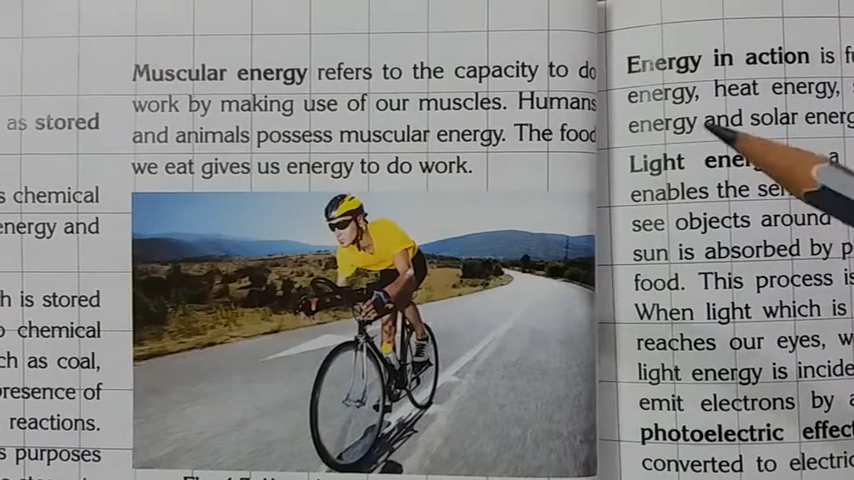 as stored
s chemical
energy and
h is stored
o chemical
ch as coal,
presence of
reactions.
s purposes
Muscular energy refers to the capacity to do
work by making use of our muscles. Humans
and animals possess muscular energy. The food
we eat gives us energy to do work.
Energy in action is
energy, heat energy,
energy and solar energ
Light energy
enables the
see objects around
sun is absorbed by
food. This process is
When light which is
reaches our eyes,
light energy is incide
emit electrons by a
photoelectric effec
converted to electric